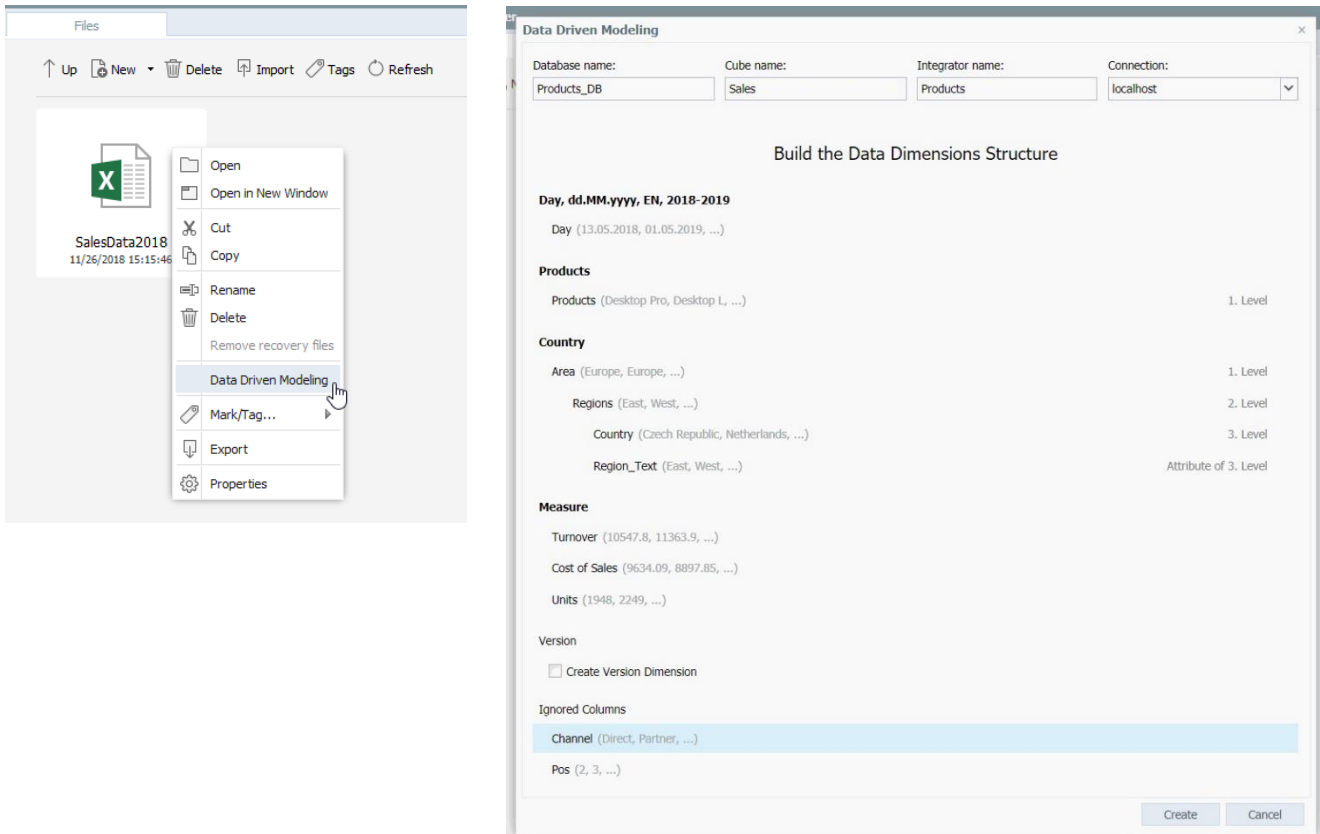 Files
Up New Delete Import Tags Refresh
X
SalesData2018
11/26/2018 15:15:46
Open
Open in New Window
Cut
Copy
Rename
Delete
Remove recovery files
Data Driven Modeling
Mark/Tag...
Export
Properties
Data Driven Modeling
Database name: Cube name: Integrator name: Connection:
Products_DB Sales Products localhost
Build the Data Dimensions Structure
Day, dd.MM.yyyy, EN, 2018-2019
Day (13.05.2018, 01.05.2019, ...)
Products
Products (Desktop Pro, Desktop L, ...) 1. Level
Country
Area (Europe, Europe, ...) 1. Level
Regions (East, West, ...) 2. Level
Country (Czech Republic, Netherlands, ...) 3. Level
Region_Text (East, West, ...) Attribute of 3. Level
Measure
Turnover (10547.8, 11363.9, ...)
Cost of Sales (9634.09, 8897.85, ...)
Units (1948, 2249, ...)
Version
Create Version Dimension
Ignored Columns
Channel (Direct, Partner, ...)
Pos (2, 3, ...)
Create Cancel